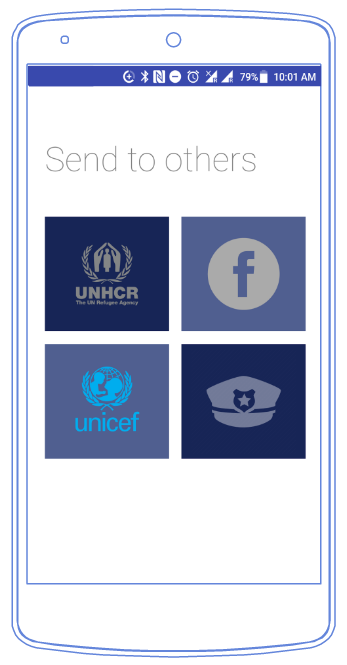 79% 10:01 AM
Send to others
UNHCR
The UN Refugee Agency
f
unicef